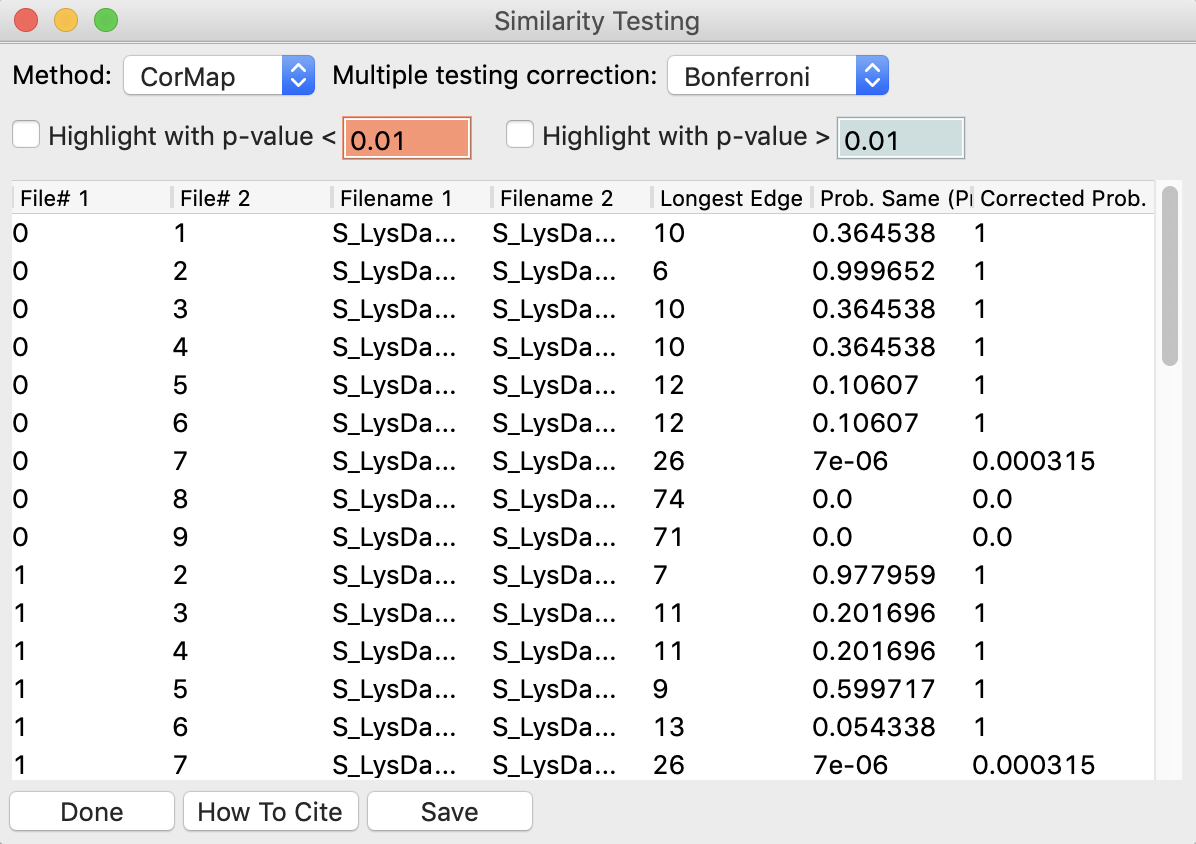 Similarity Testing
Method: CorMap Multiple testing correction: Bonferroni
Highlight with p-value < 0.01 Highlight with p-value > 0.01
File# 1 File# 2 Filename 1 Filename 2 Longest Edge Prob. Same (Pr Corrected Prob.
0 1 S_LysDa... S_LysDa... 10 0.364538 1
0 2 S_LysDa... S_LysDa... 6 0.999652 1
0 3 S_LysDa... S_LysDa... 10 0.364538 1
0 4 S_LysDa... S_LysDa... 10 0.364538 1
0 5 S_LysDa... S_LysDa... 12 0.10607 1
0 6 S_LysDa... S_LysDa... 12 0.10607 1
0 7 S_LysDa... S_LysDa... 26 7e-06 0.000315
0 8 S_LysDa... S_LysDa... 74 0.0 0.0
0 9 S_LysDa... S_LysDa... 71 0.0 0.0
1 2 S_LysDa... S_LysDa... 7 0.977959 1
1 3 S_LysDa... S_LysDa... 11 0.201696 1
1 4 S_LysDa... S_LysDa... 11 0.201696 1
1 5 S_LysDa... S_LysDa... 9 0.599717 1
1 6 S_LysDa... S_LysDa... 13 0.054338 1
1 7 S_LysDa... S_LysDa... 26 7e-06 0.000315
Done How To Cite Save